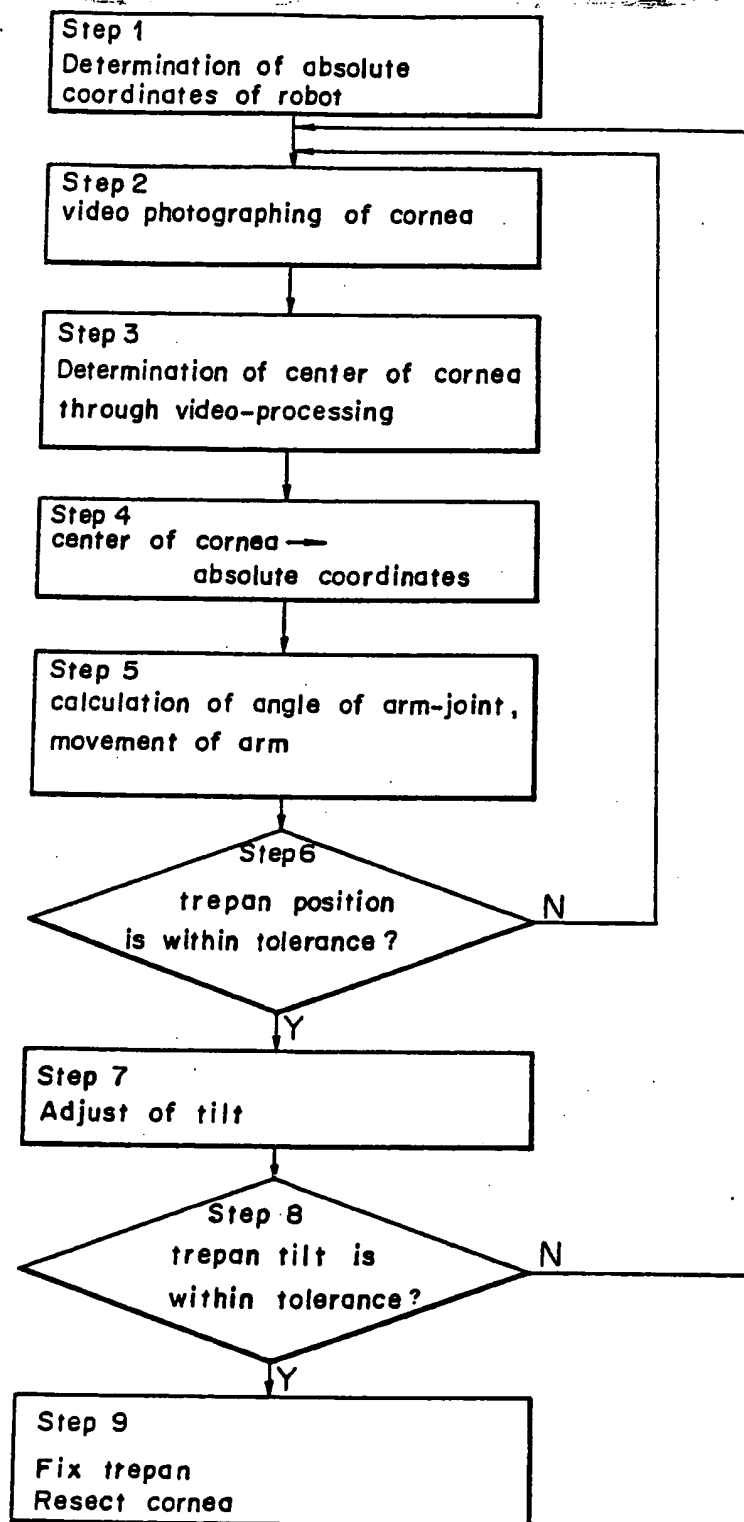 Step 1
Determination of absolute
coordinates of robot
Step 2
video photographing of cornea
Step 3
Determination of center of cornea
through video-processing
Step 4
center of cornea →
absolute coordinates
Step 5
calculation of angle of arm-joint,
movement of arm
Step 6
trepan position
is within tolerance?
N
Y
Step 7
Adjust of tilt
Step 8
trepan tilt is
within tolerance?
N
Y
Step 9
Fix trepan
Resect cornea